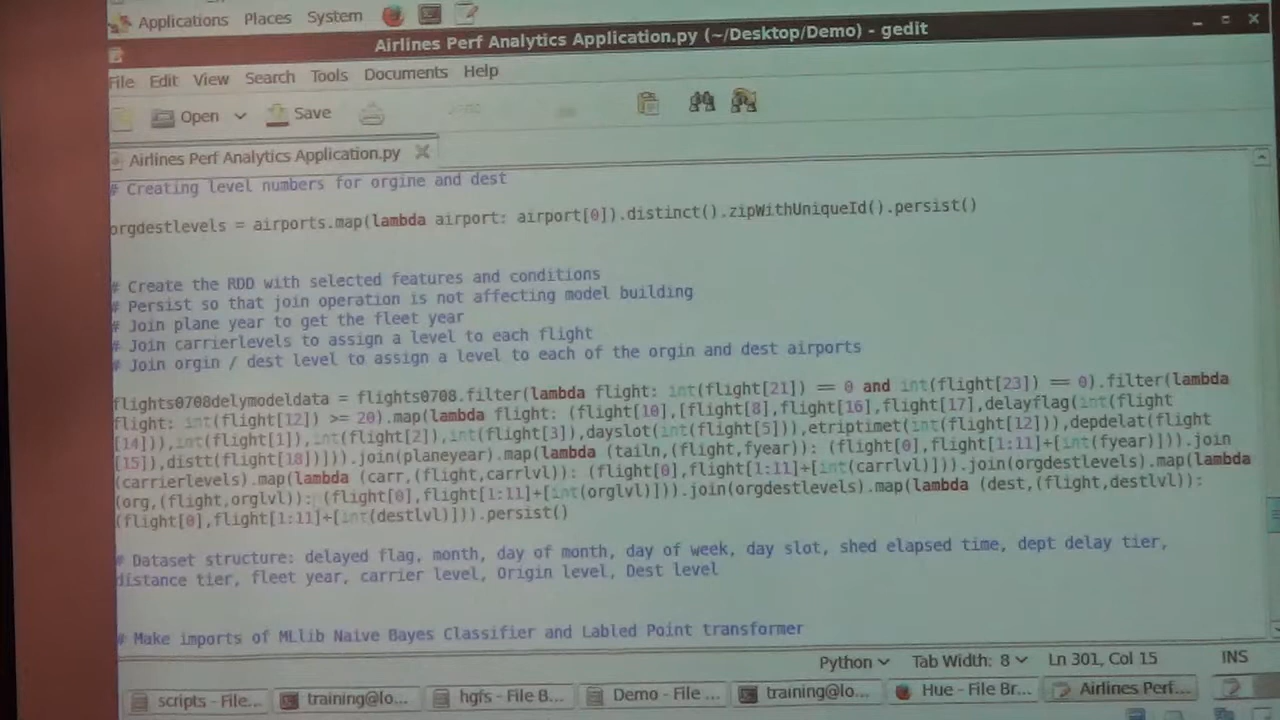 Applications Places System
Airlines Perf Analytics Application.py (~/Desktop/Demo) - gedit
File Edit View Search Tools Documents Help
Open Save
Airlines Perf Analytics Application.py
# Creating level numbers for orgine and dest
orgdestlevels = airports.map(lambda airport: airport[0]).distinct().zipWithUniqueId().persist()
# Create the RDD with selected features and conditions
# Persist so that join operation is not affecting model building
# Join plane year to get the fleet year
# Join carrierlevels to assign a level to each flight
# Join orgin / dest level to assign a level to each of the orgin and dest airports
flights0708delymodeldata = flights0708.filter(lambda flight: int(flight[21]) == 0 and int(flight[23]) == 0).filter(lambda
flight: int(flight[12]) >= 20).map(lambda flight: (flight[10],[flight[8],flight[16],flight[17],delayflag(int(flight
[14])),int(flight[1]),int(flight[2]),int(flight[3]),dayslot(int(flight[5])),etriptimet(int(flight[12])),depdelat(flight
[15]),distt(flight[18])])).join(planeyear).map(lambda (tailn,(flight,fyear)): (flight[0],flight[1:11]+[int(fyear)])).join
(carrierlevels).map(lambda (carr,(flight,carrlvl)): (flight[0],flight[1:11]+[int(carrlvl)])).join(orgdestlevels).map(lambda
(org,(flight,orglvl)): (flight[0],flight[1:11]+[int(orglvl)])).join(orgdestlevels).map(lambda (dest,(flight,destlvl)):
(flight[0],flight[1:11]+[int(destlvl)])).persist()
# Dataset structure: delayed flag, month, day of month, day of week, day slot, shed elapsed time, dept delay tier,
distance tier, fleet year, carrier level, Origin level, Dest level
# Make imports of MLlib Naive Bayes Classifier and Labled Point transformer
Python Tab Width: 8 Ln 301, Col 15 INS
scripts - File... training@lo... hgfs - File B... Demo - File ... training@lo... Hue - File Br... Airlines Perf...